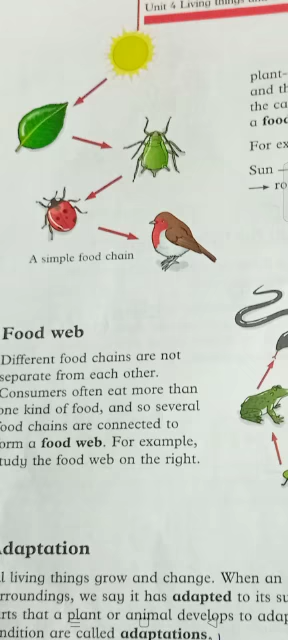 Unit 4 Living things
plant-
and th
the ca
a food
For ex
Sun
ro
A simple food chain
Food web
Different food chains are not
separate from each other.
Consumers often eat more than
one kind of food, and so several
ood chains are connected to
orm a food web. For example,
tudy the food web on the right.
daptation
l living things grow and change. When an
rroundings, we say it has adapted to its su
rts that a plant or animal develops to adap
ndition are called adaptations.